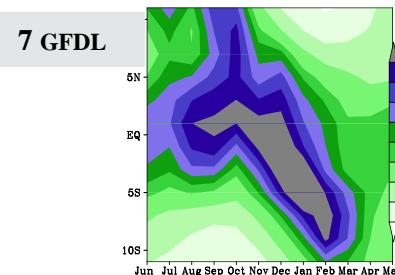 7 GFDL
5N
EQ
5S
10S
Jun Jul Aug Sep Oct Nov Dec Jan Feb Mar Apr